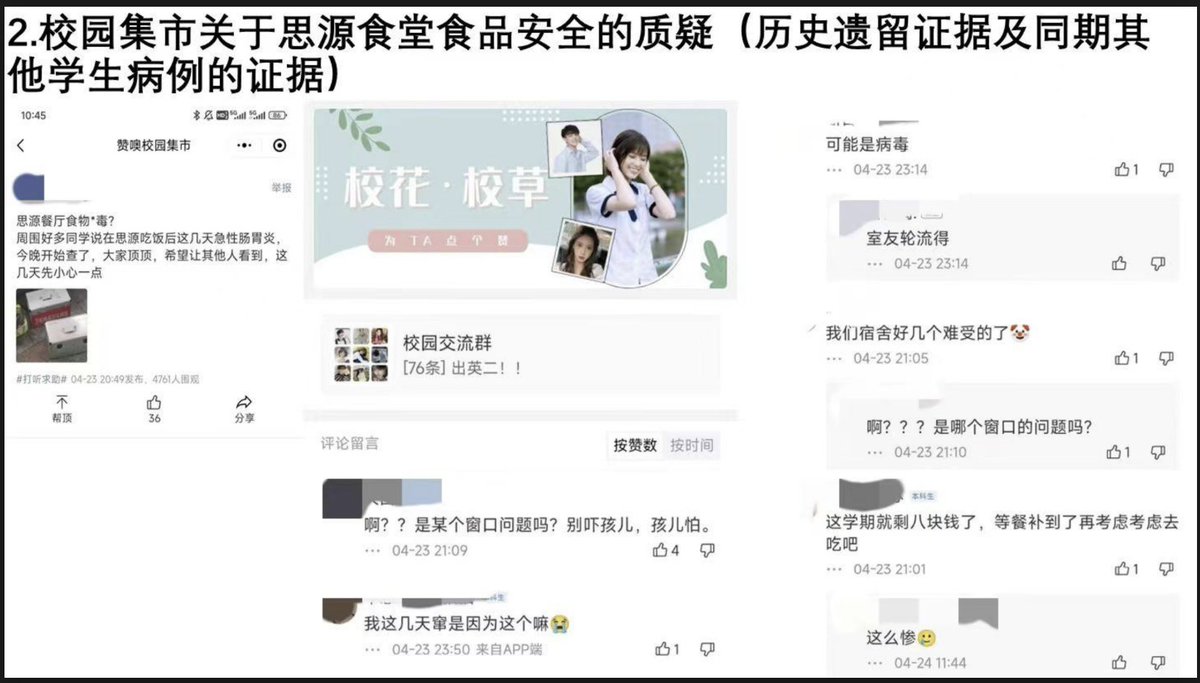 2.校园集市关于思源食堂食品安全的质疑（历史遗留证据及同期其
他学生病例的证据）
10:45
赞噢校园集市
举报
思源餐厅食物*毒?
周围好多同学说在思源吃饭后这几天急性肠胃炎，
今晚开始查了，大家顶顶，希望让其他人看到，这
几天先小心一点
#打听求助# 04-23 20:49发布，4761人围观
帮顶
36
分享
校花·校草
为 TA 点 个 赞
校园交流群
[76条] 出英二！！
评论留言
按赞数 按时间
啊？？是某个窗口问题吗？别吓孩儿，孩儿怕。
04-23 21:09
4
我这几天窜是因为这个嘛😭
04-23 23:50 来自APP端
1
可能是病毒
04-23 23:14
1
室友轮流得
04-23 23:14
我们宿舍好几个难受的了🤡
04-23 21:05
1
啊？？？是哪个窗口的问题吗？
04-23 21:10
1
本科生
这学期就剩八块钱了，等餐补到了再考虑考虑去
吃吧
04-23 21:01
1
这么惨🥲
04-24 11:44